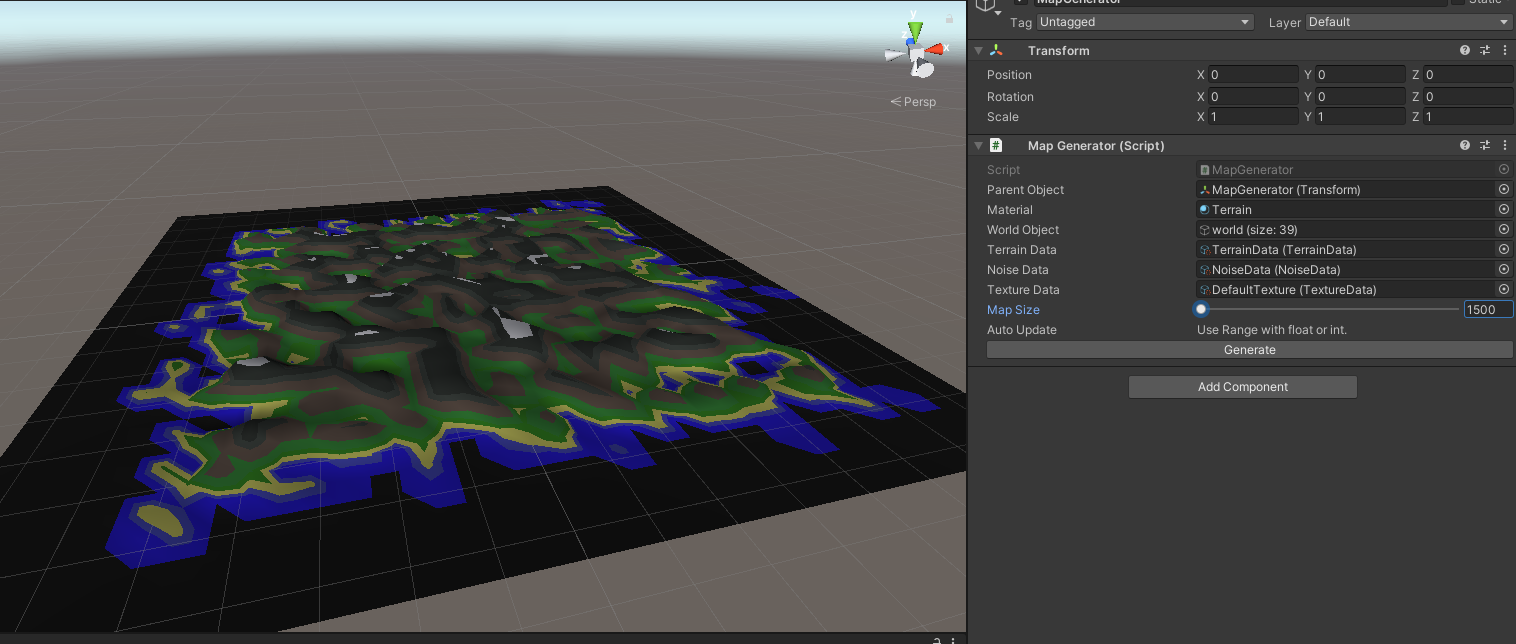 MapGenerator
Static
Tag Untagged Layer Default
Transform
Position X 0 Y 0 Z 0
Rotation X 0 Y 0 Z 0
Scale X 1 Y 1 Z 1
# Map Generator (Script)
Script MapGenerator
Parent Object MapGenerator (Transform)
Material Terrain
World Object world (size: 39)
Terrain Data TerrainData (TerrainData)
Noise Data NoiseData (NoiseData)
Texture Data DefaultTexture (TextureData)
Map Size 1500
Auto Update Use Range with float or int.
Generate
Add Component
y
z
x
< Persp